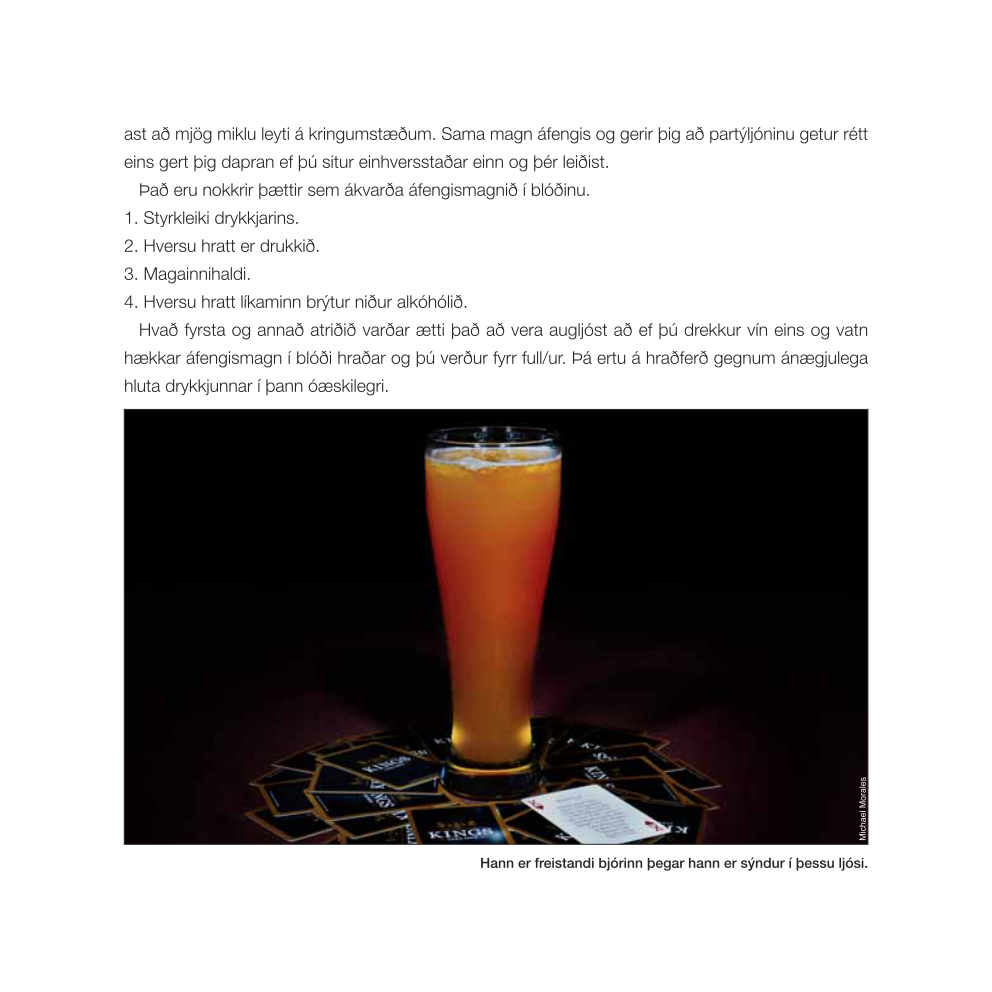 ast að mjög miklu leyti á kringumstæðum. Sama magn áfengis og gerir þig að partýljóninu getur rétt
eins gert þig dapran ef þú situr einhversstaðar einn og þér leiðist.
Það eru nokkrir þættir sem ákvarða áfengismagnið í blóðinu.
1. Styrkleiki drykkjarins.
2. Hversu hratt er drukkið.
3. Magainnihaldi.
4. Hversu hratt líkaminn brýtur niður alkóhólið.
Hvað fyrsta og annað atriðið varðar ætti það að vera augljóst að ef þú drekkur vín eins og vatn
hækkar áfengismagn í blóði hraðar og þú verður fyrr full/ur. Þá ertu á hraðferð gegnum ánægjulega
hluta drykkjunnar í þann óæskilegri.
KINGS
KINGS
KINGS
KINGS
Michael Morales
Hann er freistandi bjórinn þegar hann er sýndur í þessu ljósi.